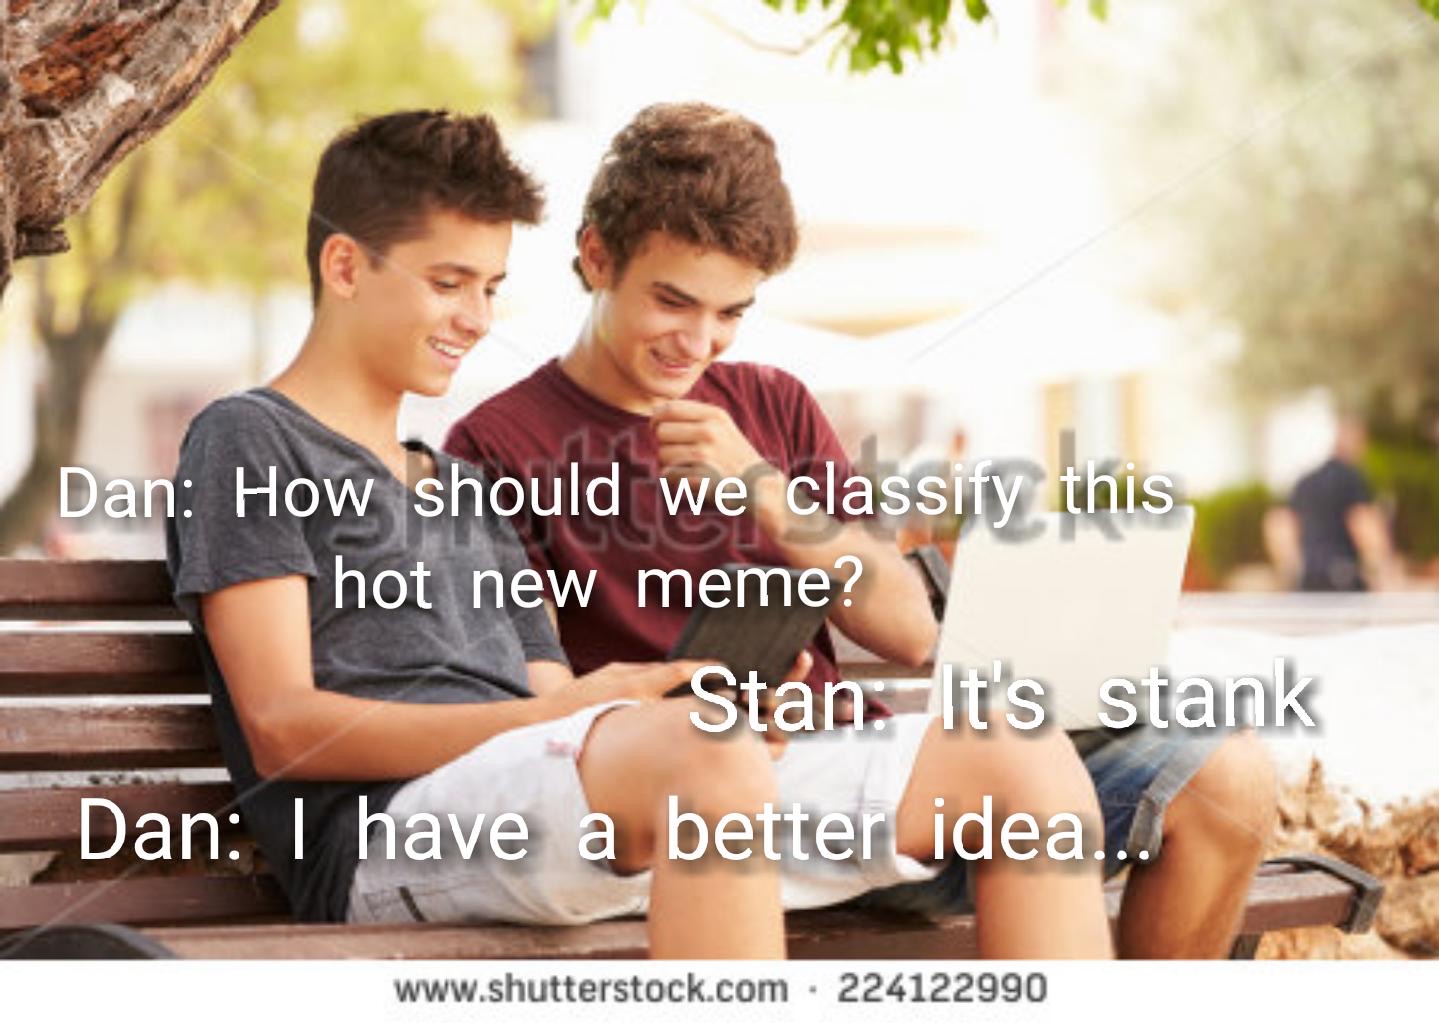 shutterstock
Dan: How should we classify this
hot new meme?
Stan: It's stank
Dan: I have a better idea...
www.shutterstock.com · 224122990